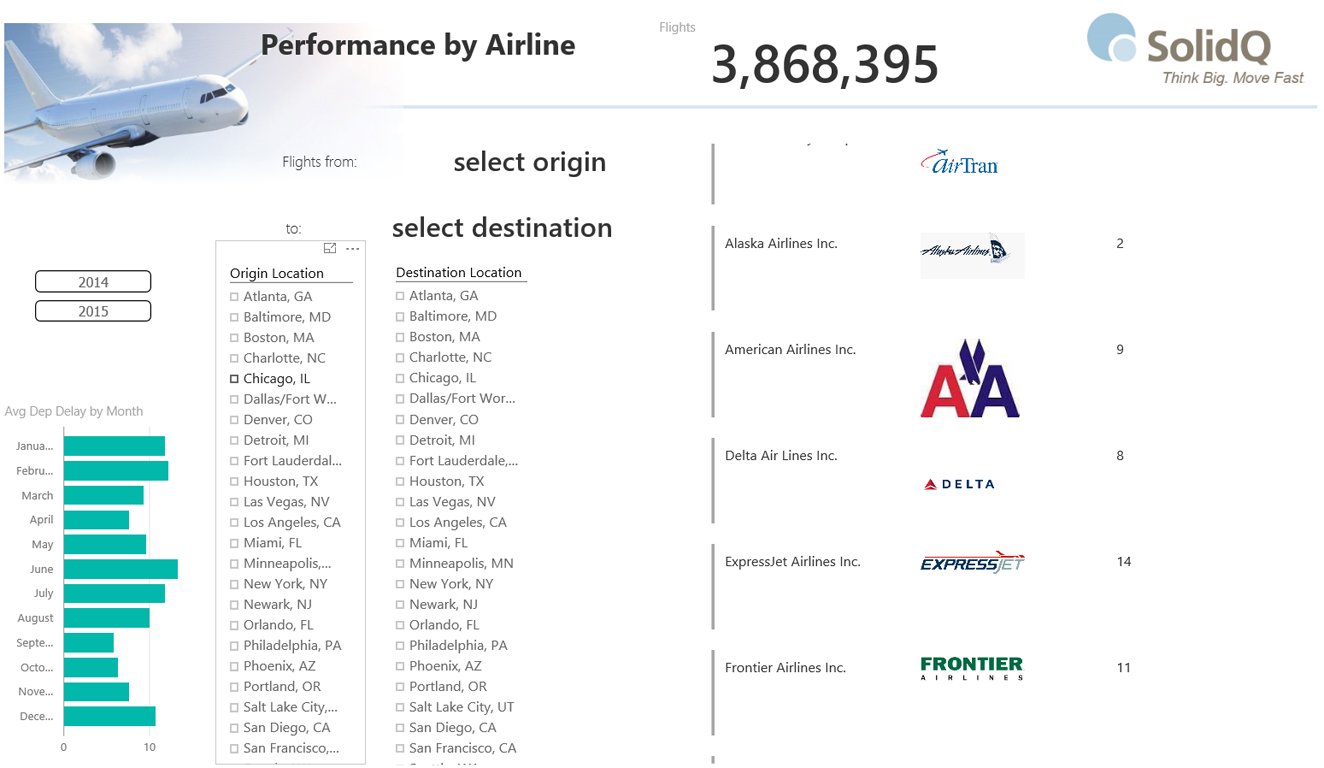 Performance by Airline
Flights
3,868,395
SolidQ
Think Big. Move Fast.
Flights from:
select origin
to:
select destination
2014
2015
Avg Dep Delay by Month
Janua...
Febru...
March
April
May
June
July
August
Septe...
Octo...
Nove...
Dece...
0 10
Origin Location
Atlanta, GA
Baltimore, MD
Boston, MA
Charlotte, NC
Chicago, IL
Dallas/Fort W...
Denver, CO
Detroit, MI
Fort Lauderdal...
Houston, TX
Las Vegas, NV
Los Angeles, CA
Miami, FL
Minneapolis,...
New York, NY
Newark, NJ
Orlando, FL
Philadelphia, PA
Phoenix, AZ
Portland, OR
Salt Lake City,...
San Diego, CA
San Francisco,...
Destination Location
Atlanta, GA
Baltimore, MD
Boston, MA
Charlotte, NC
Chicago, IL
Dallas/Fort Wor...
Denver, CO
Detroit, MI
Fort Lauderdale,...
Houston, TX
Las Vegas, NV
Los Angeles, CA
Miami, FL
Minneapolis, MN
New York, NY
Newark, NJ
Orlando, FL
Philadelphia, PA
Phoenix, AZ
Portland, OR
Salt Lake City, UT
San Diego, CA
San Francisco, CA
airTran
Alaska Airlines Inc. Alaska Airlines 2
American Airlines Inc. AA 9
Delta Air Lines Inc. 8
DELTA
ExpressJet Airlines Inc. EXPRESSJET 14
Frontier Airlines Inc. FRONTIER 11
AIRLINES